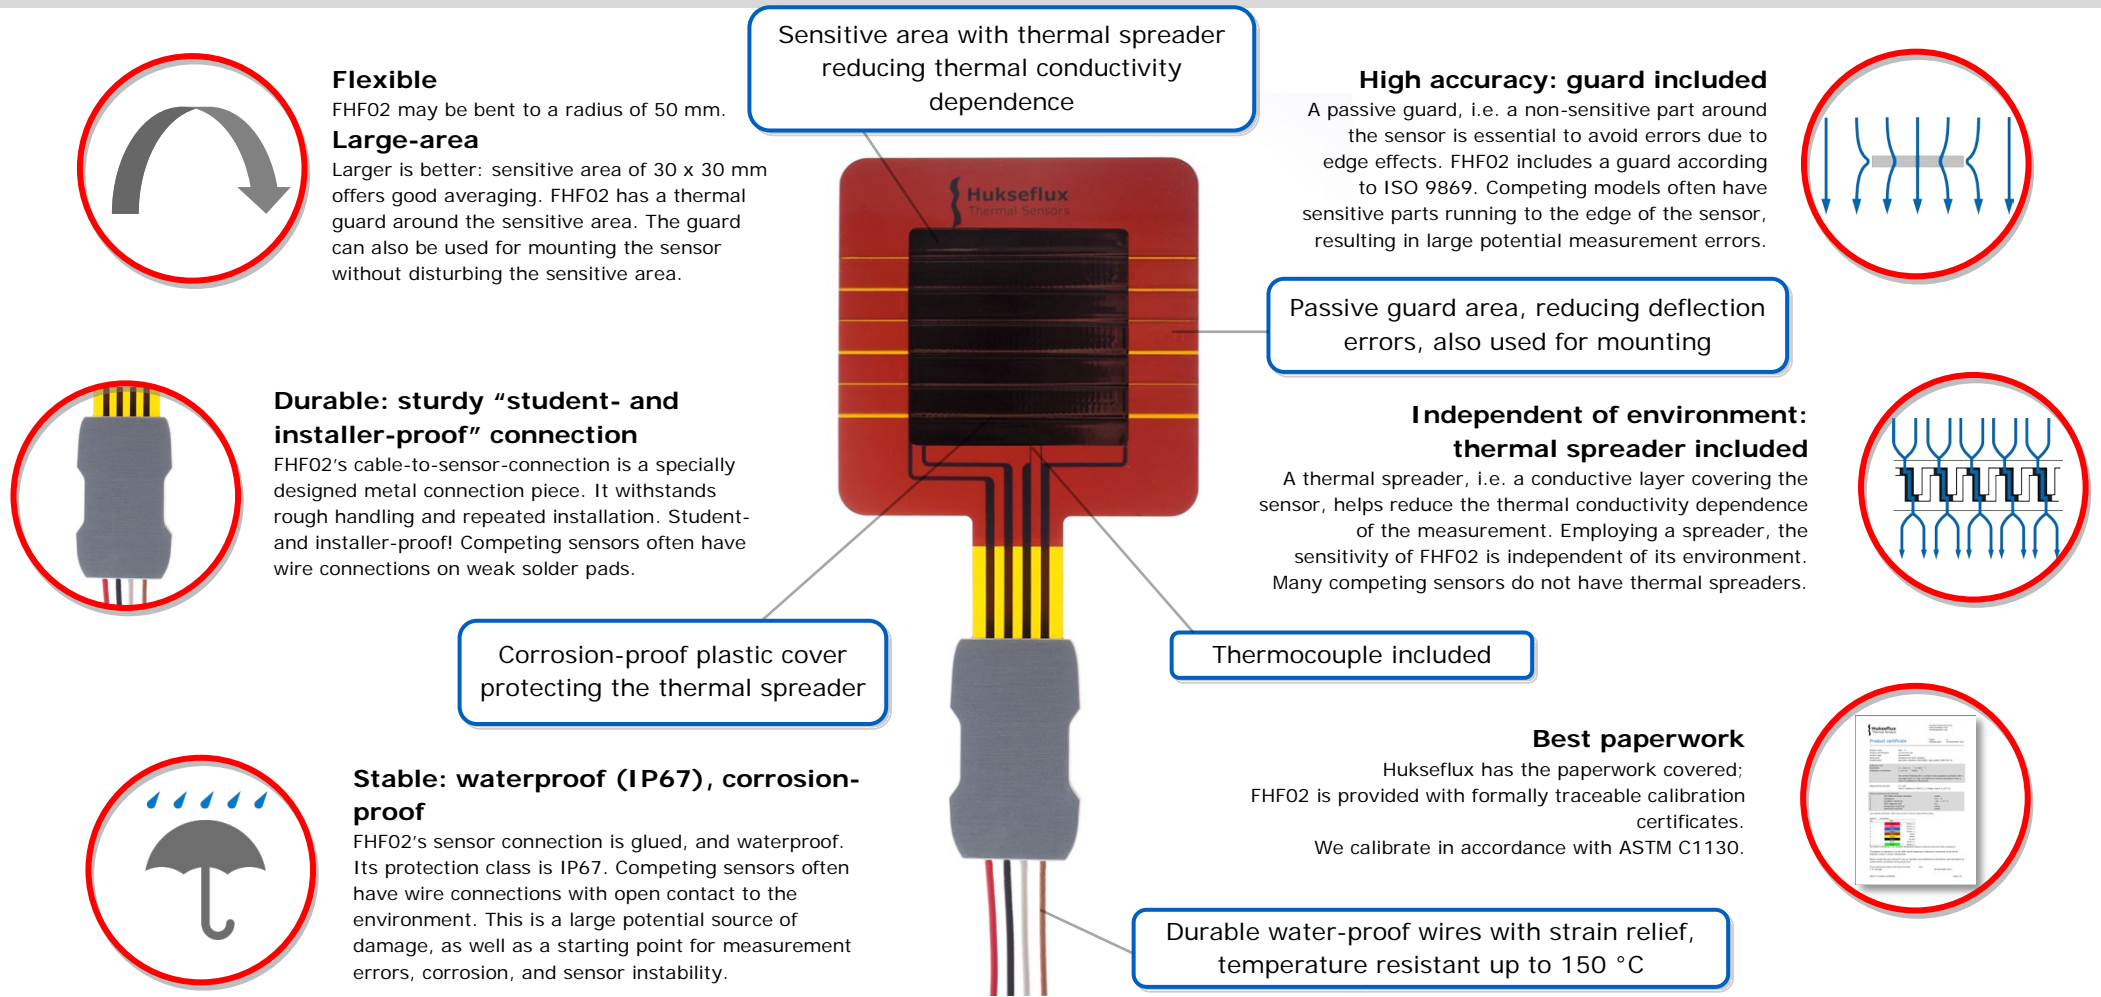 Sensitive area with thermal spreader
reducing thermal conductivity
dependence
Flexible
FHF02 may be bent to a radius of 50 mm.
Large-area
Larger is better: sensitive area of 30 x 30 mm
offers good averaging. FHF02 has a thermal
guard around the sensitive area. The guard
can also be used for mounting the sensor
without disturbing the sensitive area.
High accuracy: guard included
A passive guard, i.e. a non-sensitive part around
the sensor is essential to avoid errors due to
edge effects. FHF02 includes a guard according
to ISO 9869. Competing models often have
sensitive parts running to the edge of the sensor,
resulting in large potential measurement errors.
Hukseflux
Thermal Sensors
Passive guard area, reducing deflection
errors, also used for mounting
Durable: sturdy “student- and
installer-proof” connection
FHF02’s cable-to-sensor-connection is a specially
designed metal connection piece. It withstands
rough handling and repeated installation. Student-
and installer-proof! Competing sensors often have
wire connections on weak solder pads.
Independent of environment:
thermal spreader included
A thermal spreader, i.e. a conductive layer covering the
sensor, helps reduce the thermal conductivity dependence
of the measurement. Employing a spreader, the
sensitivity of FHF02 is independent of its environment.
Many competing sensors do not have thermal spreaders.
Corrosion-proof plastic cover
protecting the thermal spreader
Thermocouple included
Stable: waterproof (IP67), corrosion-
proof
FHF02’s sensor connection is glued, and waterproof.
Its protection class is IP67. Competing sensors often
have wire connections with open contact to the
environment. This is a large potential source of
damage, as well as a starting point for measurement
errors, corrosion, and sensor instability.
Best paperwork
Hukseflux has the paperwork covered;
FHF02 is provided with formally traceable calibration
certificates.
We calibrate in accordance with ASTM C1130.
Hukseflux
Thermal Sensors
Product certificate
Durable water-proof wires with strain relief,
temperature resistant up to 150 °C